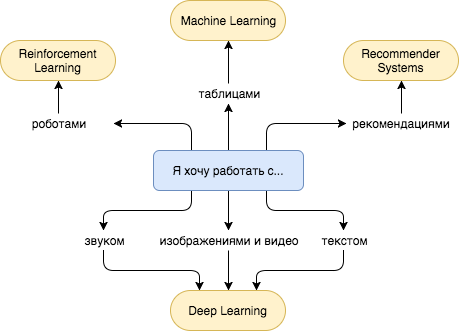 Machine Learning
Reinforcement
Learning
Recommender
Systems
таблицами
роботами
рекомендациями
Я хочу работать с...
звуком
изображениями и видео
текстом
Deep Learning